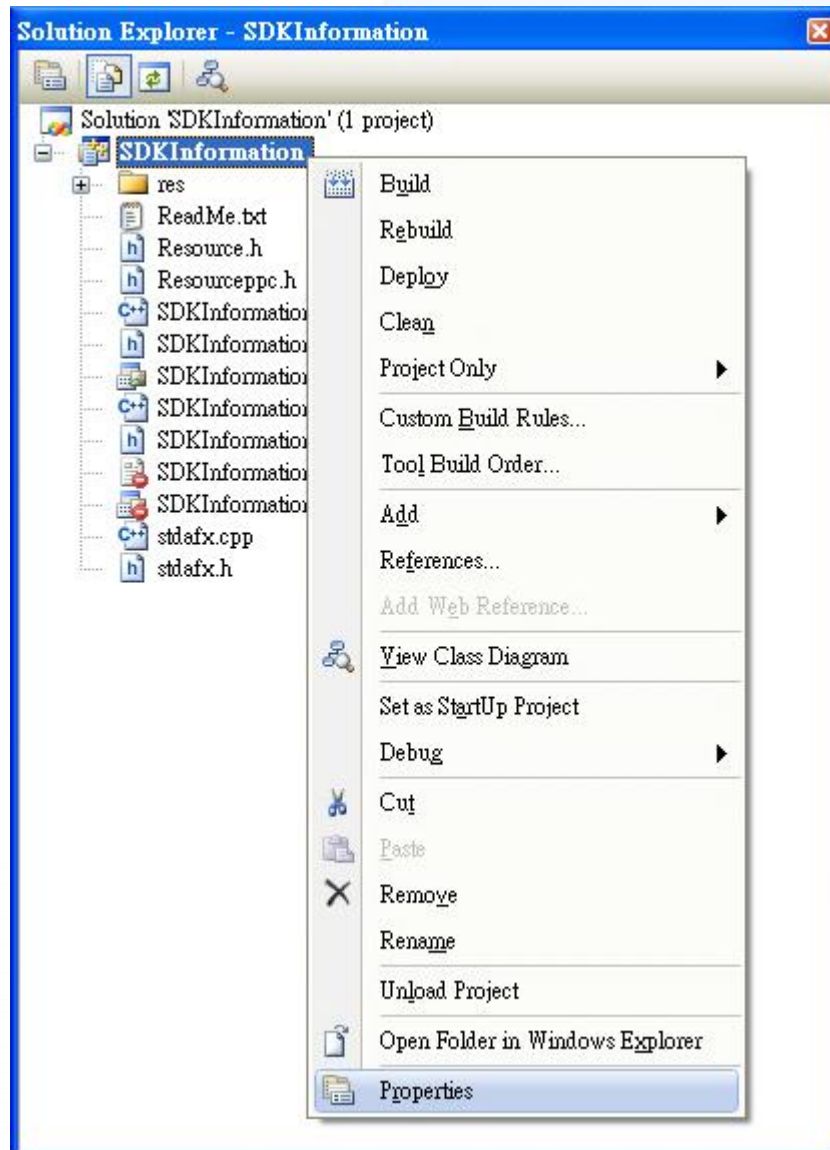 Solution Explorer - SDKInformation
Solution 'SDKInformation' (1 project)
SDKInformation
res
ReadMe.txt
Resource.h
Resourceppc.h
SDKInformation
SDKInformation
SDKInformation
SDKInformation
SDKInformation
SDKInformation
SDKInformation
stdafx.cpp
stdafx.h
Build
Rebuild
Deploy
Clean
Project Only
Custom Build Rules...
Tool Build Order...
Add
References...
Add Web Reference...
View Class Diagram
Set as StartUp Project
Debug
Cut
Paste
Remove
Rename
Unload Project
Open Folder in Windows Explorer
Properties